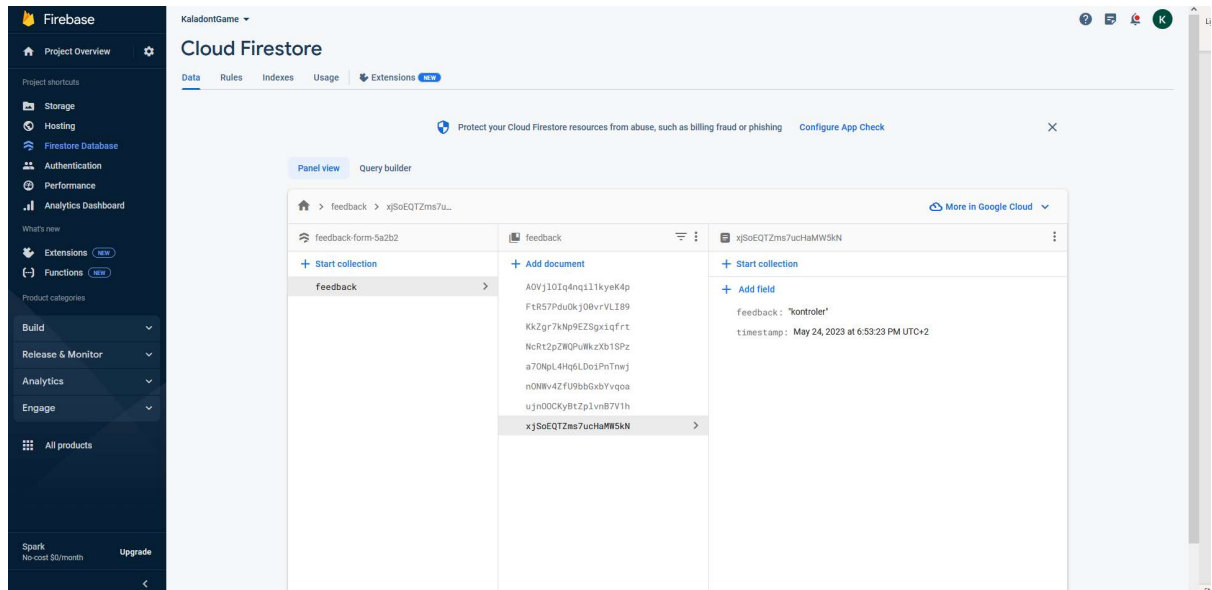 Firebase
Project Overview
Project shortcuts
Storage
Hosting
Firestore Database
Authentication
Performance
Analytics Dashboard
What's new
Extensions NEW
Functions NEW
Product categories
Build
Release & Monitor
Analytics
Engage
All products
Spark
No-cost $0/month
Upgrade
KaladontGame
K
Cloud Firestore
Data Rules Indexes Usage Extensions NEW
Protect your Cloud Firestore resources from abuse, such as billing fraud or phishing Configure App Check
Panel view Query builder
feedback > xjSoEQTZms7u...
More in Google Cloud
feedback-form-5a2b2
+ Start collection
feedback
feedback
+ Add document
AOVjlOIq4nqil1kyeK4p
FtR57PduOkjO0vrVLI89
KkZgr7kNp9EZSgxiqfrt
NcRt2pZWQPuWkzXb1SPz
a7ONpL4Hq6LDoiPnTnwj
nONWv4ZfU9bbGxbYvqoa
ujnOOCKyBtZplvnB7V1h
xjSoEQTZms7ucHaMW5kN
xjSoEQTZms7ucHaMW5kN
+ Start collection
+ Add field
feedback: "kontroler"
timestamp: May 24, 2023 at 6:53:23 PM UTC+2